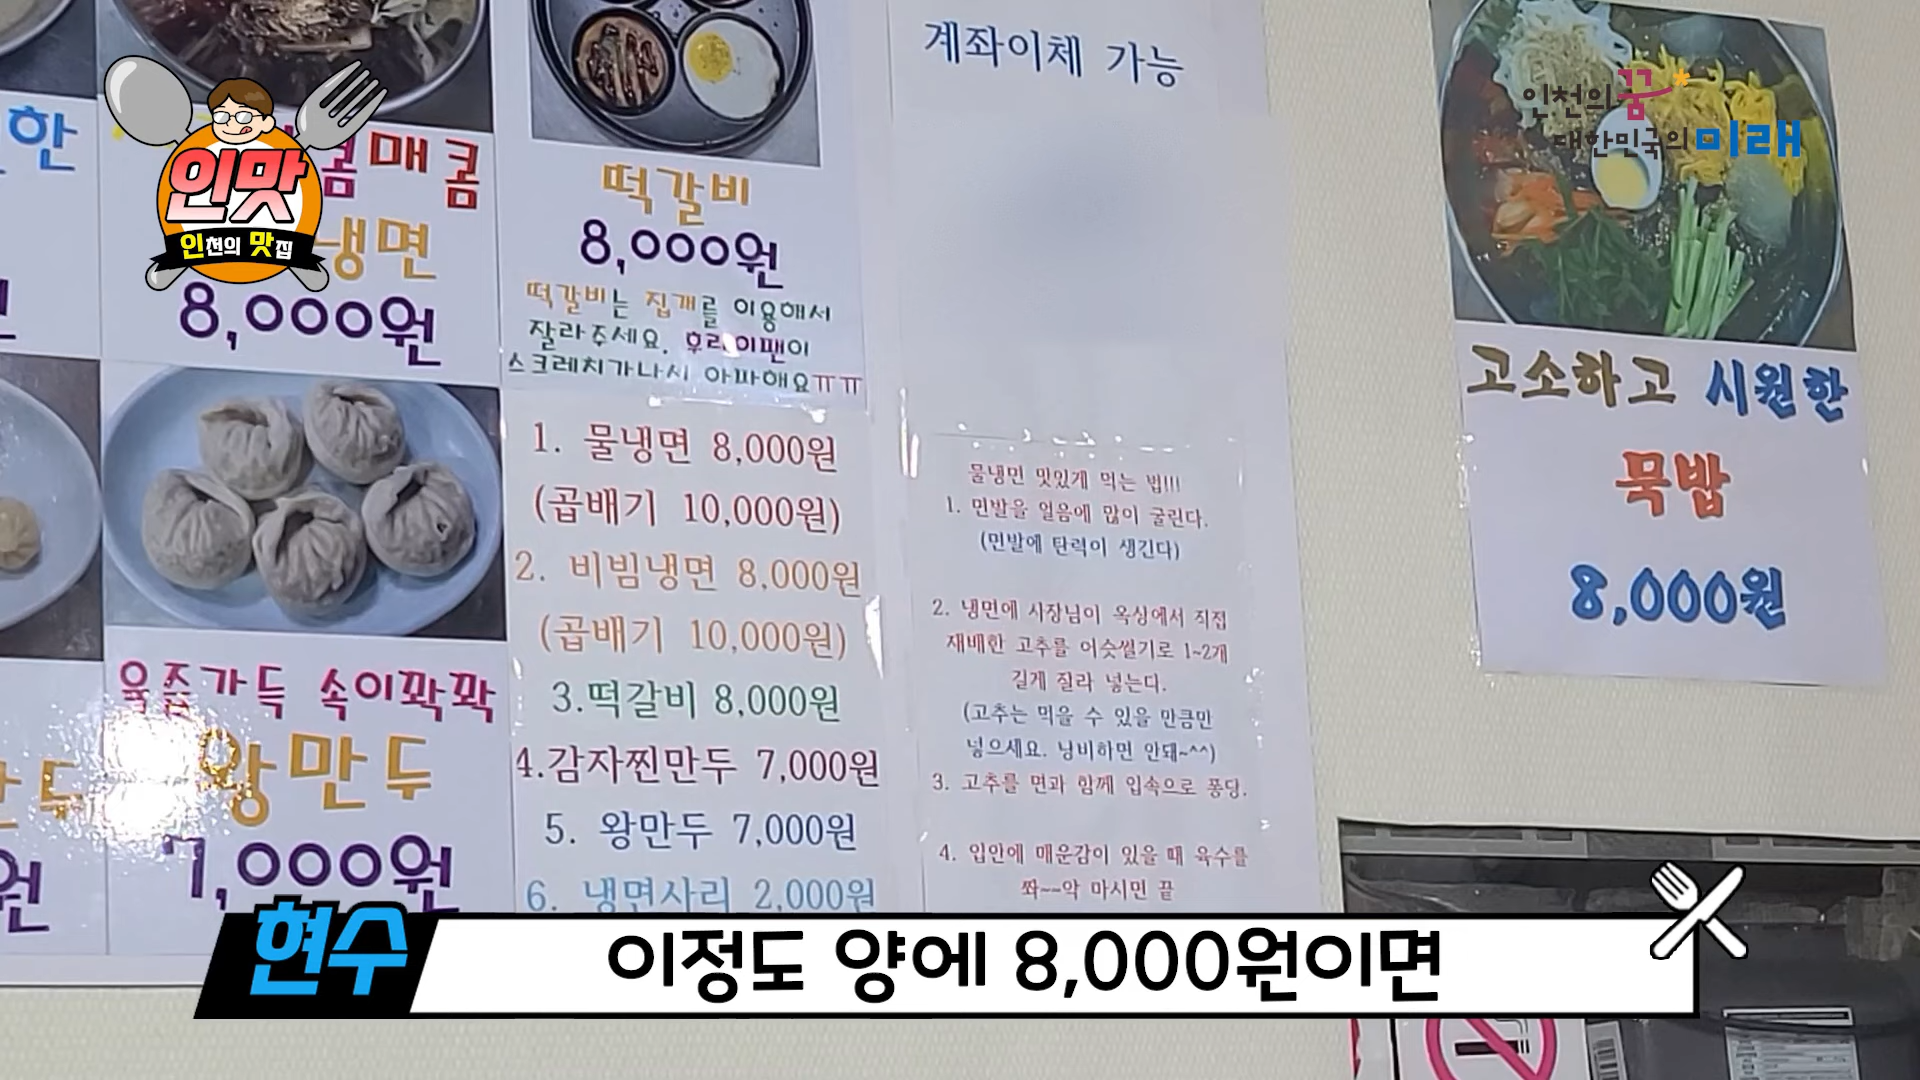 한
콤매콤
냉면
8,000원
인맛
인천의 맛집
떡갈비
8,000원
떡갈비는 집개를 이용해서
잘라주세요. 후라이팬이
스크레치가나서 아파해요ㅠㅠ
계좌이체 가능
인천의 꿈
대한민국의 미래
고소하고 시원한
묵밥
8,000원
육즙가득 속이꽉꽉
왕만두
7,000원
만두
원
1. 물냉면 8,000원
(곱배기 10,000원)
2. 비빔냉면 8,000원
(곱배기 10,000원)
3.떡갈비 8,000원
4.감자찐만두 7,000원
5. 왕만두 7,000원
6. 냉면사리 2,000원
물냉면 맛있게 먹는 법!!!
1. 면발을 얼음에 많이 굴린다.
(면발에 탄력이 생긴다)
2. 냉면에 사장님이 옥상에서 직접
재배한 고추를 어슷썰기로 1~2개
길게 잘라 넣는다.
(고추는 먹을 수 있을 만큼만
넣으세요. 낭비하면 안돼~^^)
3. 고추를 면과 함께 입속으로 퐁당.
4. 입안에 매운감이 있을 때 육수를
쫘~~악 마시면 끝
현수
이정도 양에 8,000원이면